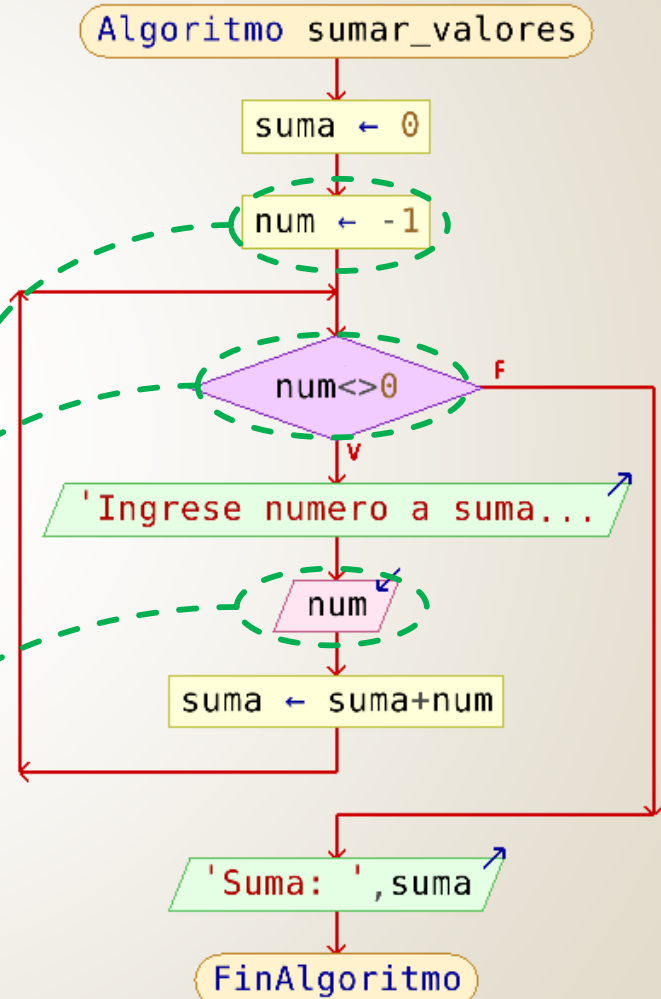 Algoritmo sumar_valores
suma ← 0
num ← -1
num<>0
F
V
'Ingrese numero a suma...
num
suma ← suma+num
'Suma: ',suma
FinAlgoritmo